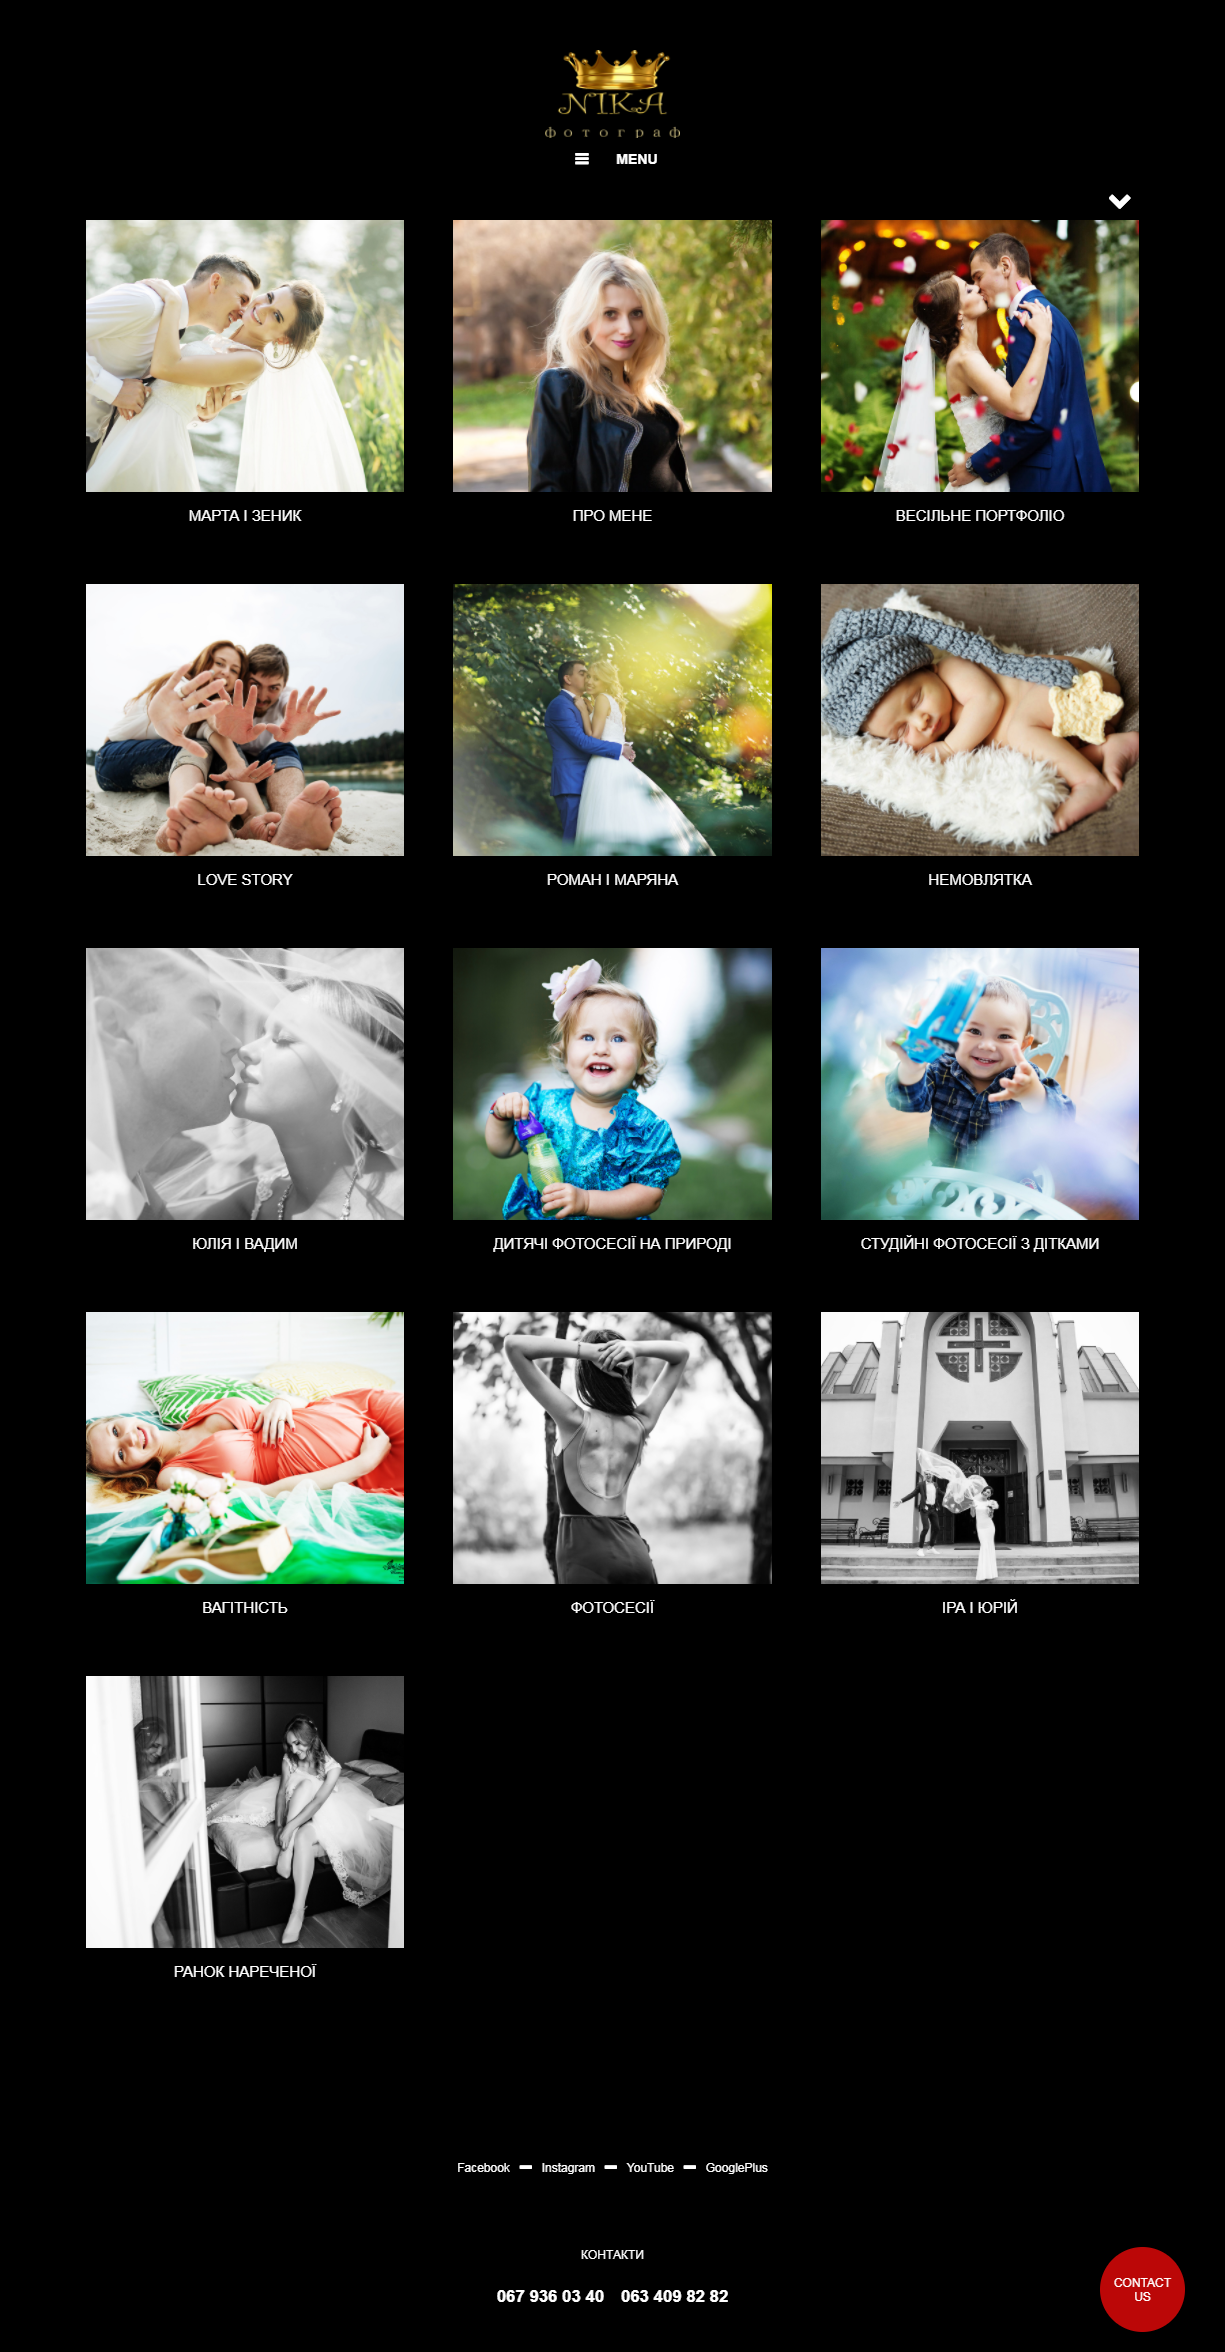 NIKA
фотограф
MENU
МАРТА І ЗЕНИК
ПРО МЕНЕ
ВЕСІЛЬНЕ ПОРТФОЛІО
LOVE STORY
РОМАН І МАРЯНА
НЕМОВЛЯТКА
ЮЛІЯ І ВАДИМ
ДИТЯЧІ ФОТОСЕСІЇ НА ПРИРОДІ
СТУДІЙНІ ФОТОСЕСІЇ З ДІТКАМИ
ВАГІТНІСТЬ
ФОТОСЕСІЇ
ІРА І ЮРІЙ
РАНОК НАРЕЧЕНОЇ
Facebook
Instagram
YouTube
GooglePlus
КОНТАКТИ
067 936 03 40 063 409 82 82
CONTACT
US